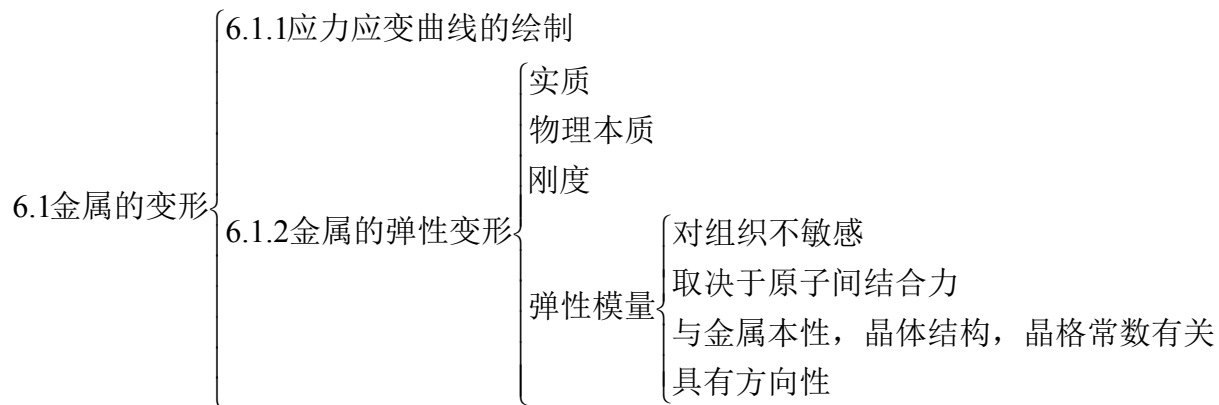 6.1金属的变形
6.1.1应力应变曲线的绘制
6.1.2金属的弹性变形
实质
物理本质
刚度
弹性模量
对组织不敏感
取决于原子间结合力
与金属本性，晶体结构，晶格常数有关
具有方向性